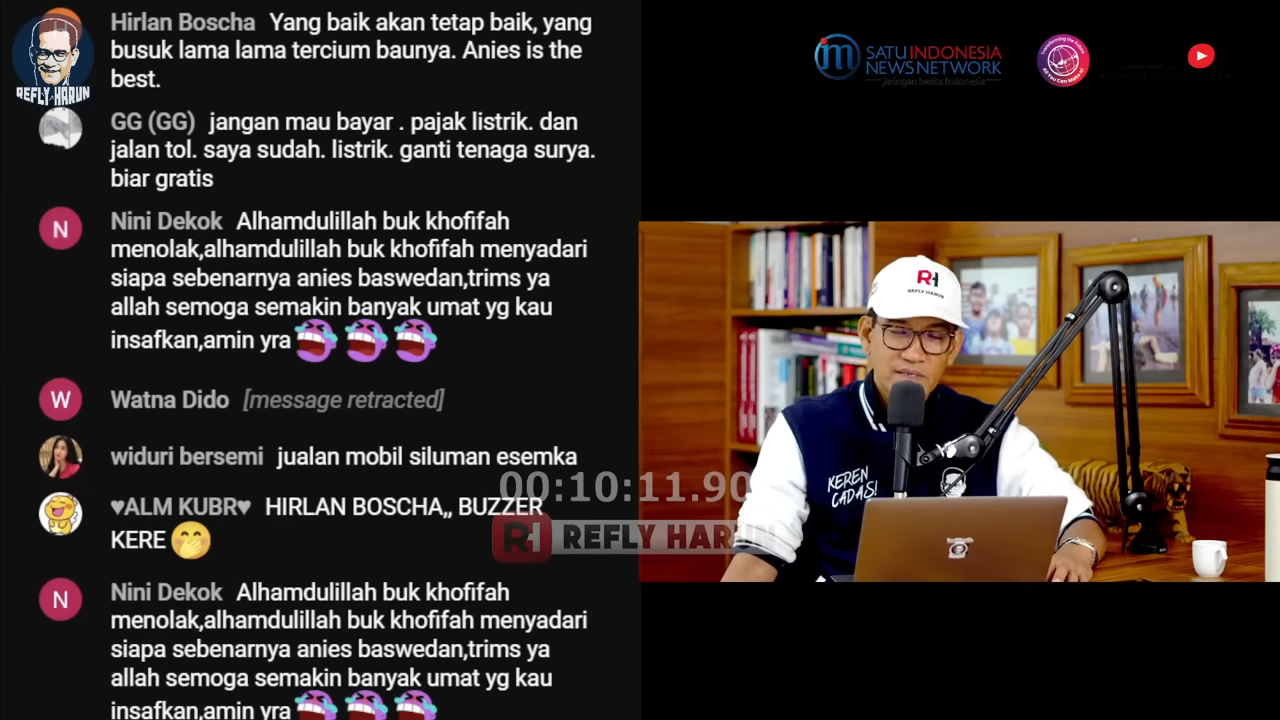 Hirlan Boscha Yang baik akan tetap baik, yang
busuk lama lama tercium baunya. Anies is the
best.
REFLY HARUN
GG (GG) jangan mau bayar . pajak listrik. dan
jalan tol. saya sudah. listrik. ganti tenaga surya.
biar gratis
N
Nini Dekok Alhamdulillah buk khofifah
menolak,alhamdulillah buk khofifah menyadari
siapa sebenarnya anies baswedan,trims ya
allah semoga semakin banyak umat yg kau
insafkan,amin yra
W
Watna Dido [message retracted]
widuri bersemi jualan mobil siluman esemka
♥ALM KUBR♥ HIRLAN BOSCHA,, BUZZER
KERE
N
Nini Dekok Alhamdulillah buk khofifah
menolak,alhamdulillah buk khofifah menyadari
siapa sebenarnya anies baswedan,trims ya
allah semoga semakin banyak umat yg kau
insafkan,amin yra
SATU INDONESIA
NEWS NETWORK
jaringan berita Indonesia
RH
REFLY HARUN
KEREN
CADAS!
00:10:11.90
RH REFLY HARUN